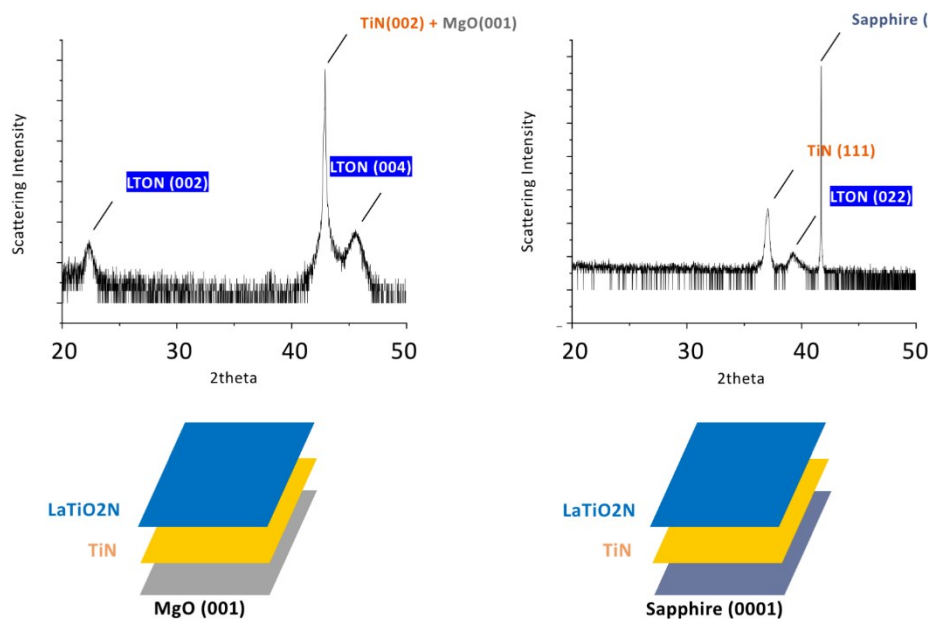 TiN(002) + MgO(001)
LTON (002)
LTON (004)
Scattering Intensity
20
30
40
50
2theta
Sapphire (
TiN (111)
LTON (022)
Scattering Intensity
20
30
40
50
2theta
LaTiO2N
TiN
MgO (001)
LaTiO2N
TiN
Sapphire (0001)